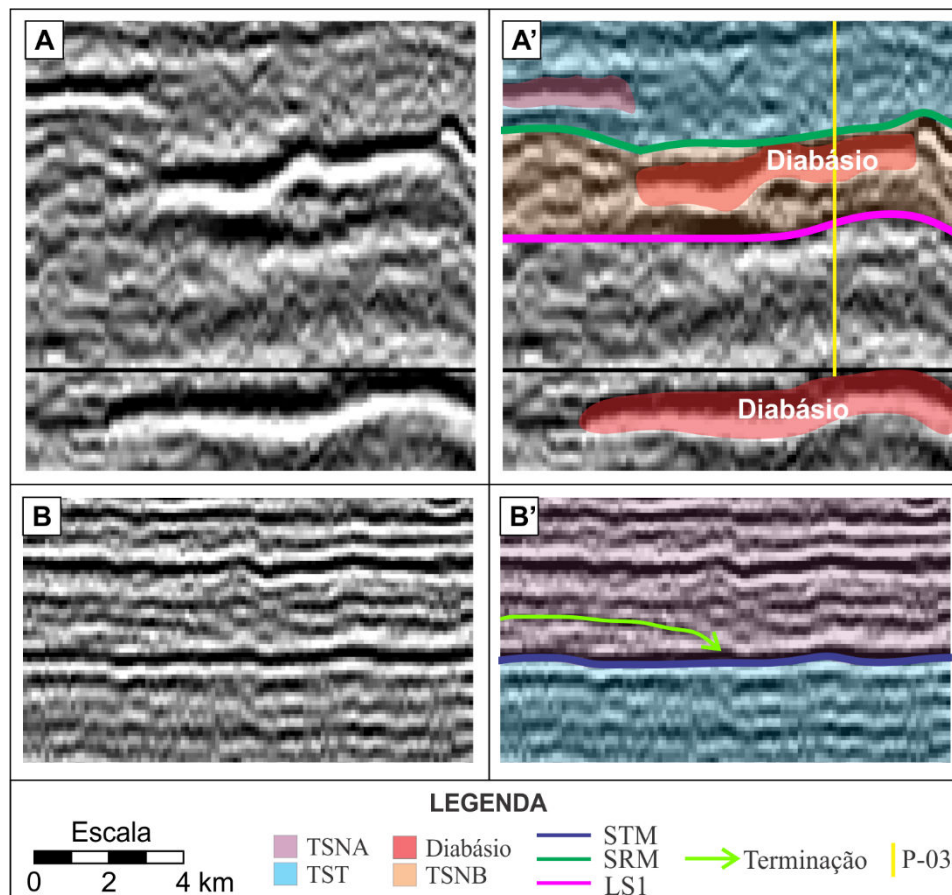 A
A'
Diabásio
Diabásio
B
B'
LEGENDA
Escala
0 2 4 km
TSNA
TST
Diabásio
TSNB
STM
SRM
LS1
Terminação
P-03